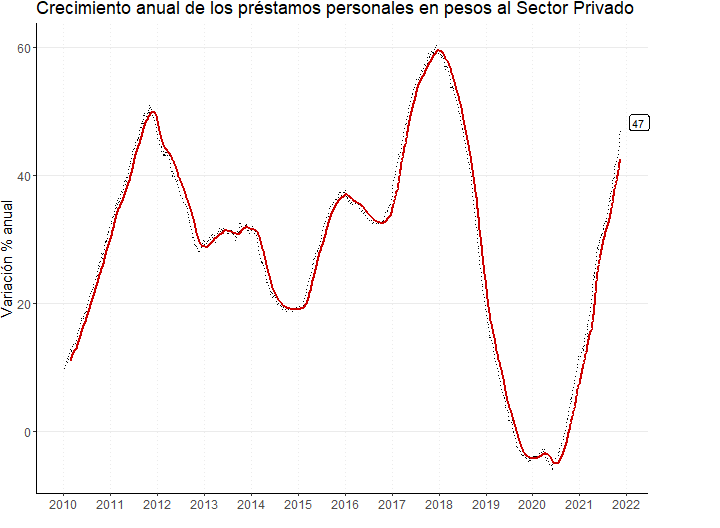 Crecimiento anual de los préstamos personales en pesos al Sector Privado
Variación % anual
60
40
20
0
47
2010 2011 2012 2013 2014 2015 2016 2017 2018 2019 2020 2021 2022